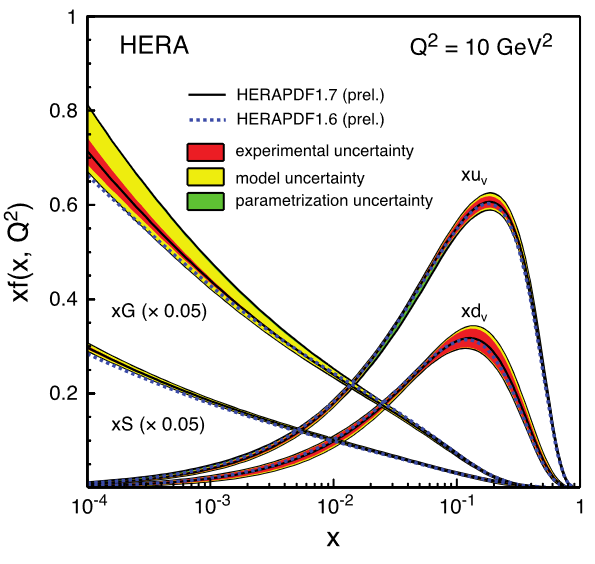 HERA
Q² = 10 GeV²
HERAPDF1.7 (prel.)
HERAPDF1.6 (prel.)
experimental uncertainty
model uncertainty
parametrization uncertainty
xuᵥ
xdᵥ
xG (× 0.05)
xS (× 0.05)
xf(x, Q²)
1
0.8
0.6
0.4
0.2
10⁻⁴
10⁻³
10⁻²
10⁻¹
1
x